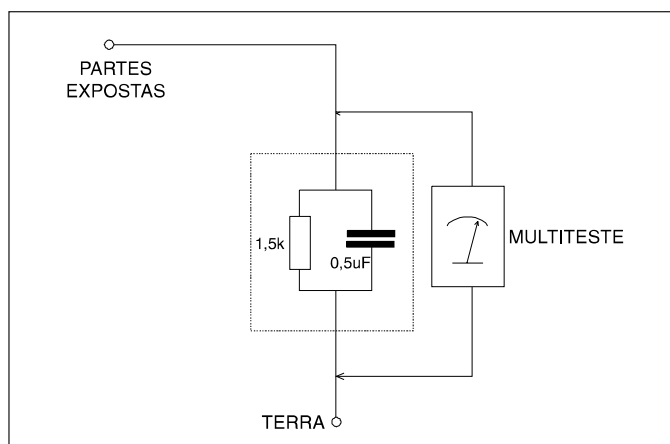 PARTES
EXPOSTAS
1,5k
0,5uF
MULTITESTE
TERRA